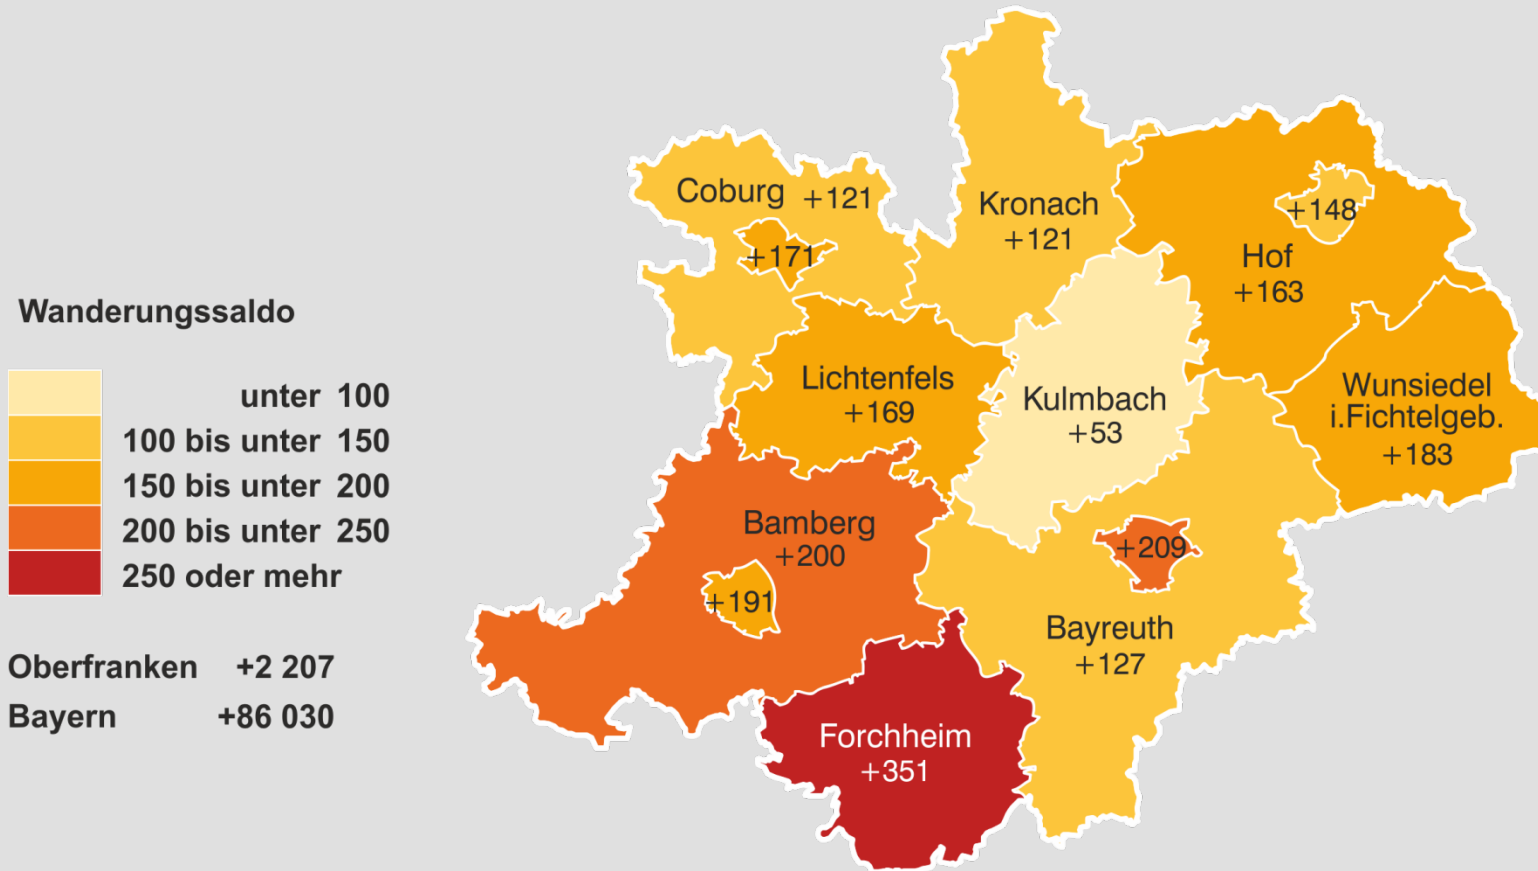 Wanderungssaldo
unter 100
100 bis unter 150
150 bis unter 200
200 bis unter 250
250 oder mehr
Oberfranken +2 207
Bayern +86 030
Coburg +121
+171
Kronach
+121
+148
Hof
+163
Lichtenfels
+169
Kulmbach
+53
Wunsiedel
i.Fichtelgeb.
+183
Bamberg
+200
+191
+209
Bayreuth
+127
Forchheim
+351